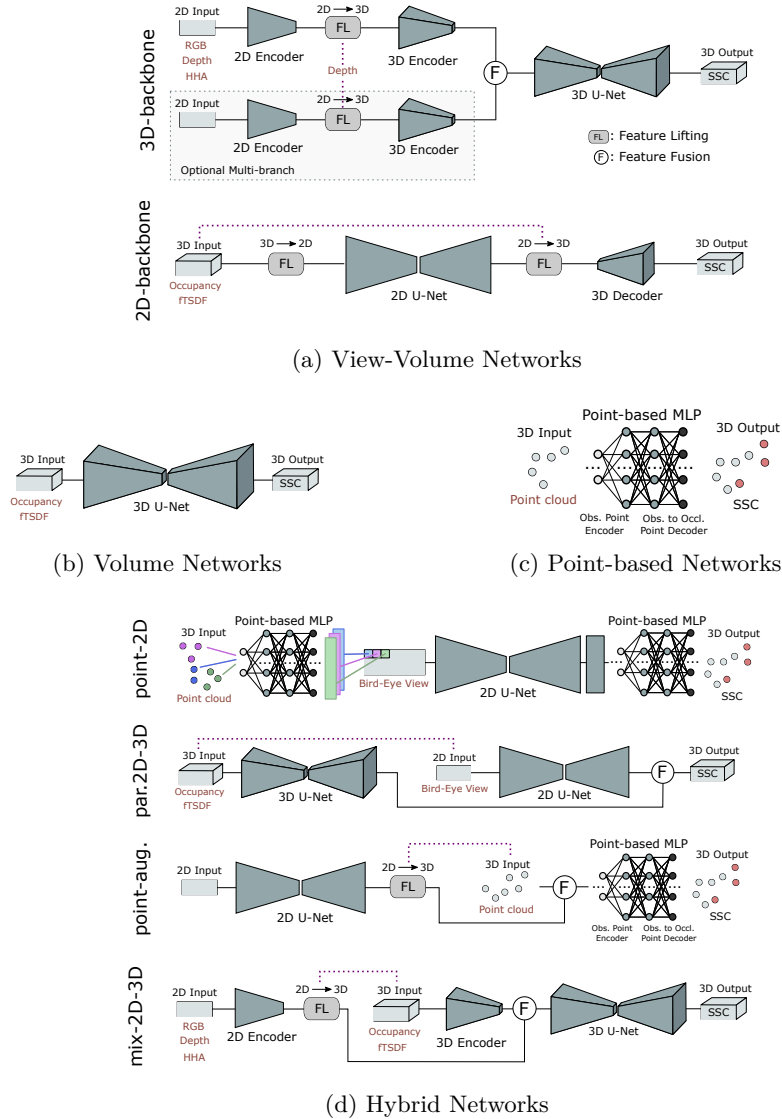 3D-backbone
2D Input
RGB
Depth
HHA
2D Encoder
2D → 3D
FL
3D Encoder
Depth
2D Input
2D Encoder
2D → 3D
FL
3D Encoder
Optional Multi-branch
F
3D U-Net
3D Output
SSC
FL : Feature Lifting
F : Feature Fusion
2D-backbone
3D Input
Occupancy
fTSDF
3D → 2D
FL
2D U-Net
2D → 3D
FL
3D Decoder
3D Output
SSC
(a) View-Volume Networks
3D Input
Occupancy
fTSDF
3D U-Net
3D Output
SSC
(b) Volume Networks
Point-based MLP
3D Input
Point cloud
Obs. Point
Encoder
Obs. to Occl.
Point Decoder
3D Output
SSC
(c) Point-based Networks
point-2D
3D Input
Point cloud
Point-based MLP
Bird-Eye View
2D U-Net
Point-based MLP
3D Output
SSC
par.2D-3D
3D Input
Occupancy
fTSDF
3D U-Net
2D Input
Bird-Eye View
2D U-Net
F
3D Output
SSC
point-aug.
2D Input
2D U-Net
2D → 3D
FL
3D Input
Point cloud
F
Point-based MLP
Obs. Point
Encoder
Obs. to Occl.
Point Decoder
3D Output
SSC
mix-2D-3D
2D Input
RGB
Depth
HHA
2D Encoder
2D → 3D
FL
3D Input
Occupancy
fTSDF
3D Encoder
F
3D U-Net
3D Output
SSC
(d) Hybrid Networks